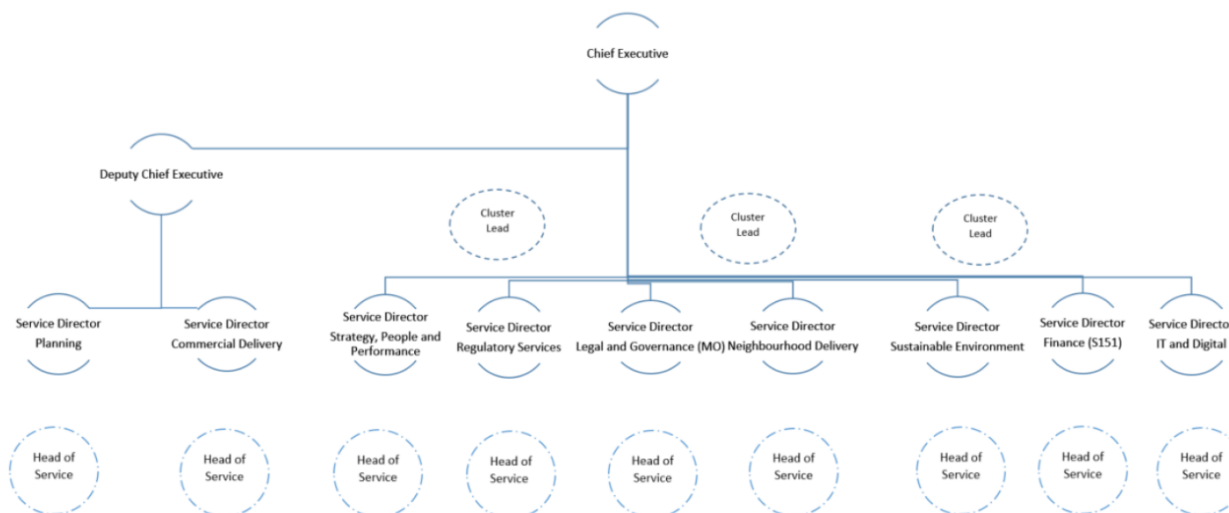 Chief Executive
Deputy Chief Executive
Cluster
Lead
Cluster
Lead
Cluster
Lead
Service Director
Planning
Service Director
Commercial Delivery
Service Director
Strategy, People and
Performance
Service Director
Regulatory Services
Service Director
Legal and Governance (MO)
Service Director
Neighbourhood Delivery
Service Director
Sustainable Environment
Service Director
Finance (S151)
Service Directo
IT and Digital
Head of
Service
Head of
Service
Head of
Service
Head of
Service
Head of
Service
Head of
Service
Head of
Service
Head of
Service
Head of
Service